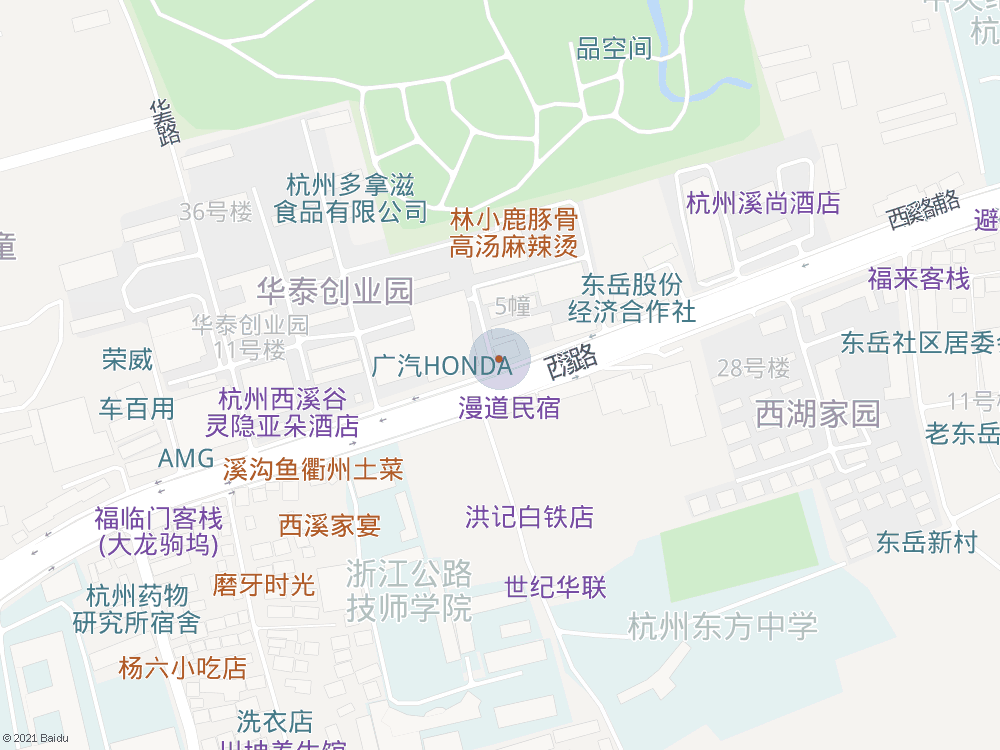 品空间
华泰路
杭州多拿滋
食品有限公司
36号楼
林小鹿豚骨
高汤麻辣烫
杭州溪尚酒店
西溪路辅路
福来客栈
华泰创业园
5幢
东岳股份
经济合作社
华泰创业园
11号楼
荣威
广汽HONDA
西溪路
28号楼
东岳社区居委
车百用
杭州西溪谷
灵隐亚朵酒店
漫道民宿
西湖家园
11号
老东岳
AMG
溪沟鱼衢州土菜
福临门客栈
(大龙驹坞)
西溪家宴
洪记白铁店
东岳新村
浙江公路
技师学院
磨牙时光
世纪华联
杭州药物
研究所宿舍
杭州东方中学
杨六小吃店
洗衣店
© 2021 Baidu